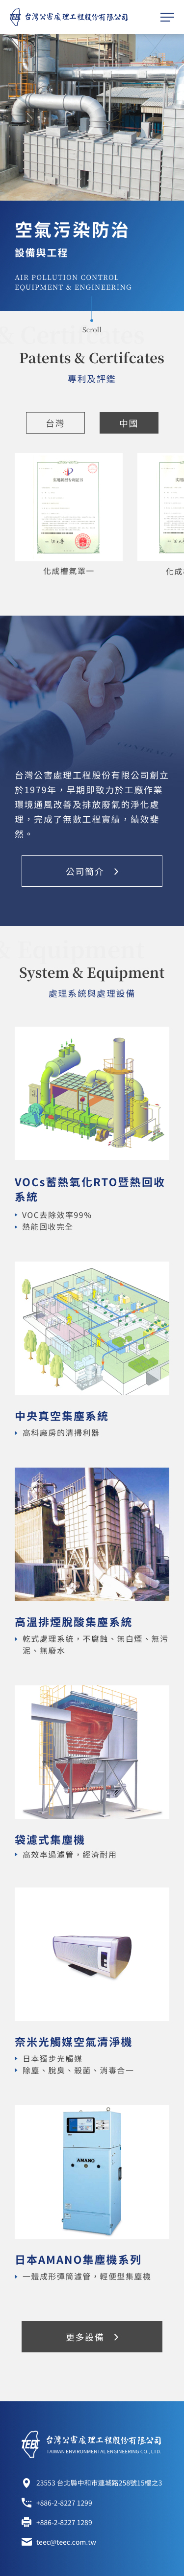 台灣公害處理工程股份有限公司
空氣污染防治
設備與工程
AIR POLLUTION CONTROL
EQUIPMENT & ENGINEERING
Scroll
& Certifcates
Patents & Certifcates
專利及評鑑
台灣
中國
化成槽氣罩一
化成
台灣公害處理工程股份有限公司創立
於1979年，早期即致力於工廠作業
環境通風改善及排放廢氣的淨化處
理，完成了無數工程實績，績效斐
然。
公司簡介
& Equipment
System & Equipment
處理系統與處理設備
VOCs蓄熱氧化RTO暨熱回收
系統
VOC去除效率99%
熱能回收完全
中央真空集塵系統
高科廠房的清掃利器
高溫排煙脫酸集塵系統
乾式處理系統，不腐蝕、無白煙、無污
泥、無廢水
袋濾式集塵機
高效率過濾管，經濟耐用
奈米光觸媒空氣清淨機
日本獨步光觸媒
除塵、脫臭、殺菌、消毒合一
AMANO
日本AMANO集塵機系列
一體成形彈筒濾管，輕便型集塵機
更多設備
台灣公害處理工程股份有限公司
TAIWAN ENVIRONMENTAL ENGINEERING CO., LTD.
23553 台北縣中和市連城路258號15樓之3
+886-2-8227 1299
+886-2-8227 1289
teec@teec.com.tw